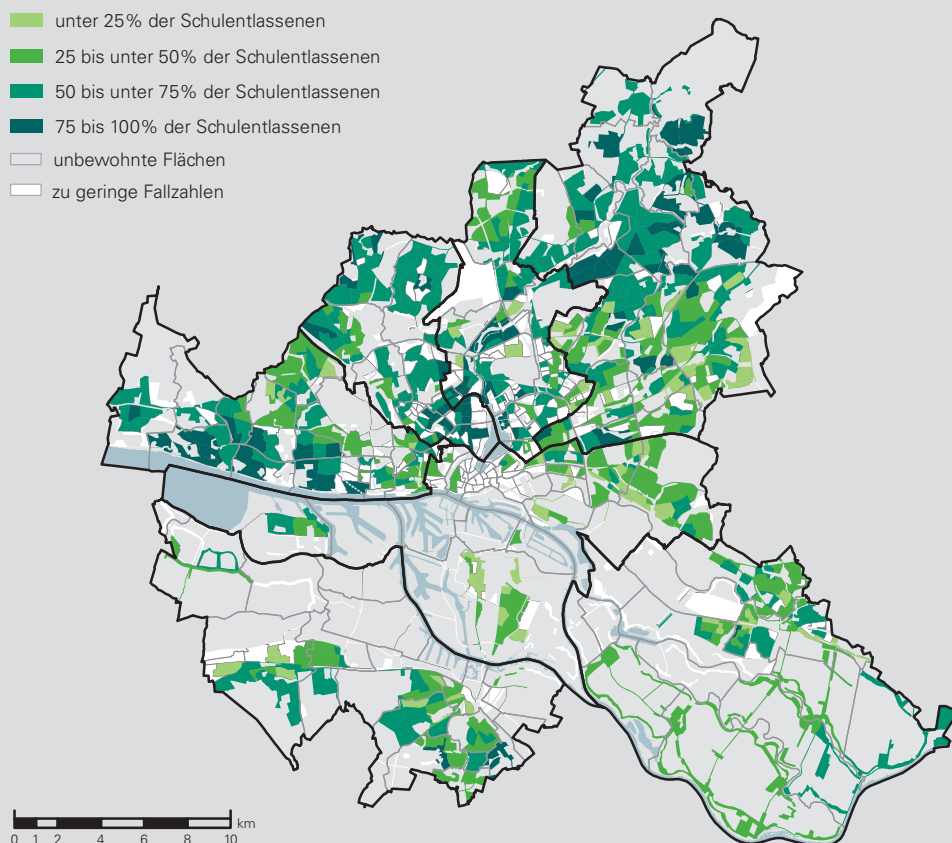 unter 25% der Schulentlassenen
25 bis unter 50% der Schulentlassenen
50 bis unter 75% der Schulentlassenen
75 bis 100% der Schulentlassenen
unbewohnte Flächen
zu geringe Fallzahlen
km
0 1 2 4 6 8 10